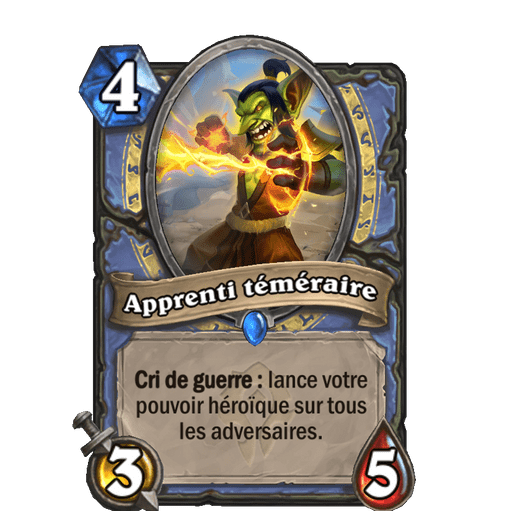 4
Apprenti téméraire
Cri de guerre : lance votre
pouvoir héroïque sur tous
les adversaires.
3
5